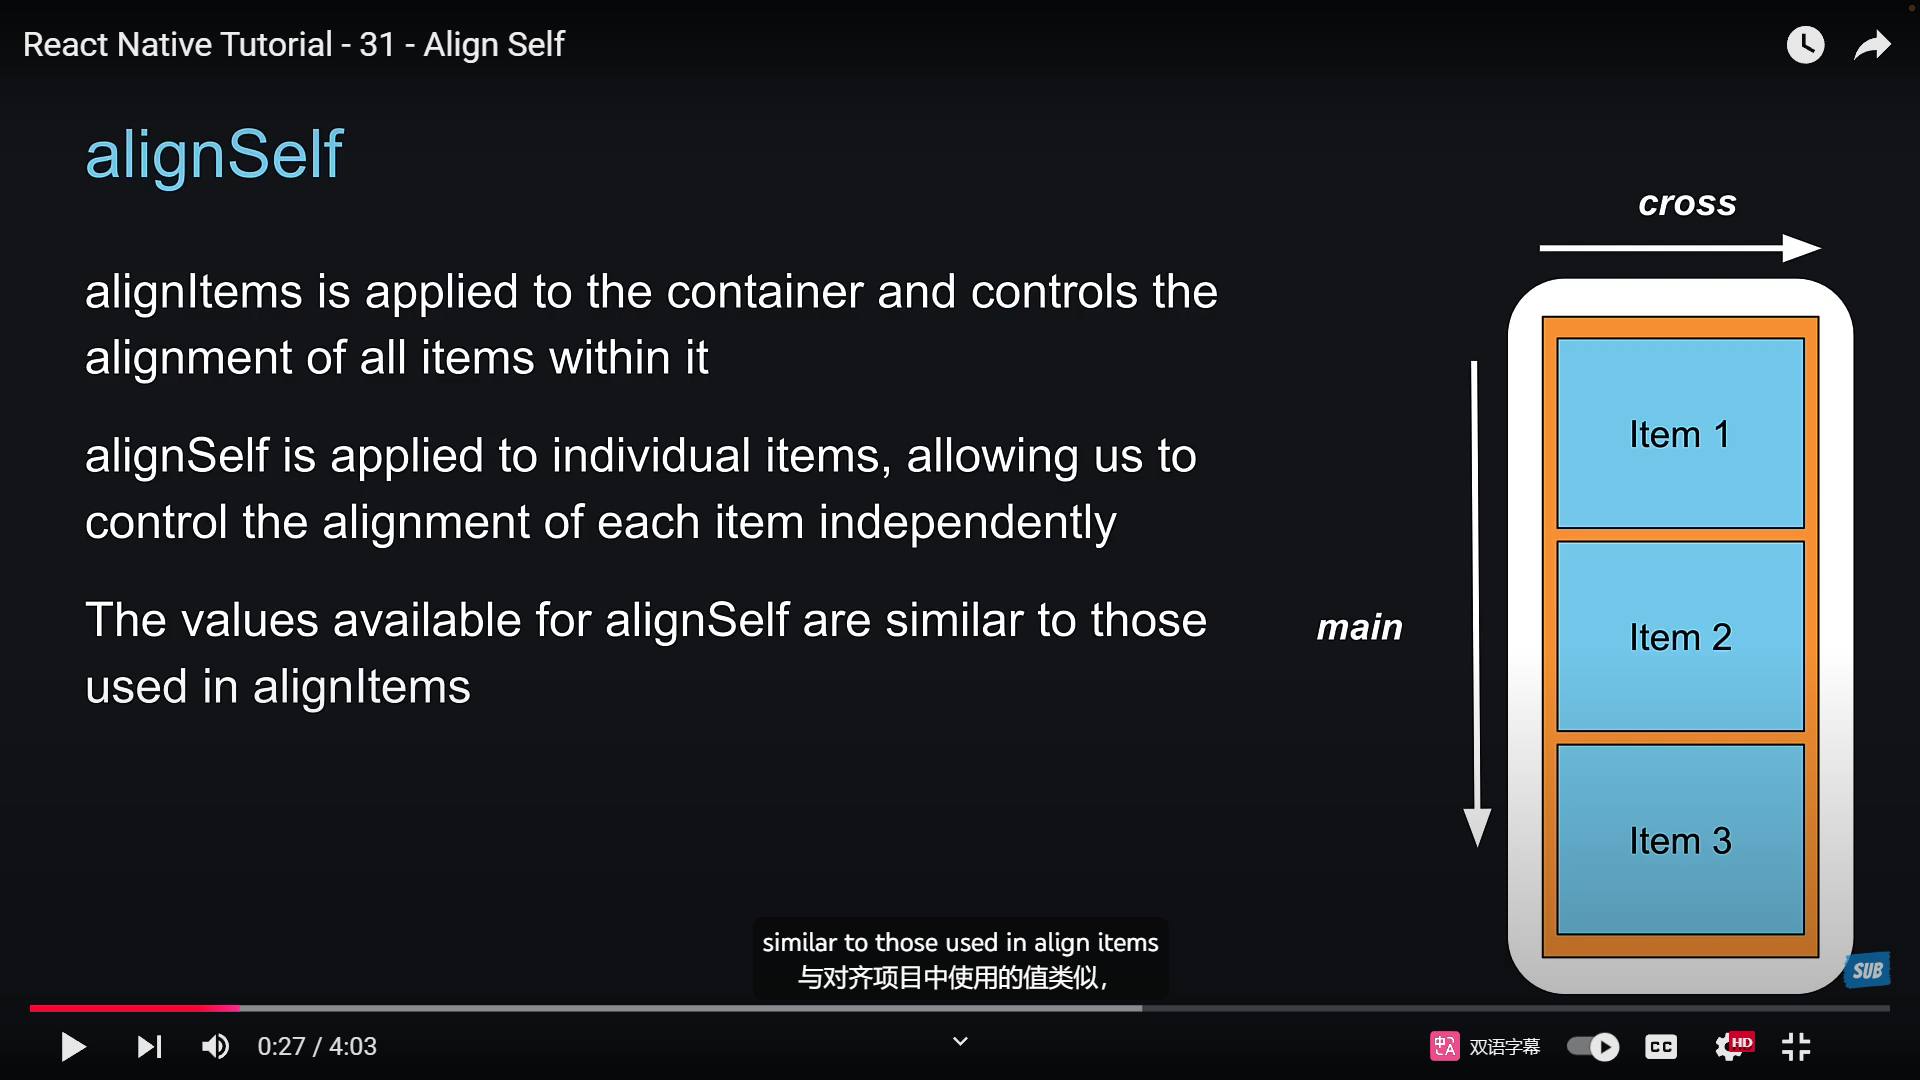 React Native Tutorial - 31 - Align Self
alignSelf
alignItems is applied to the container and controls the
alignment of all items within it
alignSelf is applied to individual items, allowing us to
control the alignment of each item independently
The values available for alignSelf are similar to those
used in alignItems
cross
main
Item 1
Item 2
Item 3
similar to those used in align items
与对齐项目中使用的值类似，
SUB
0:27 / 4:03
中 A
双语字幕
CC
HD